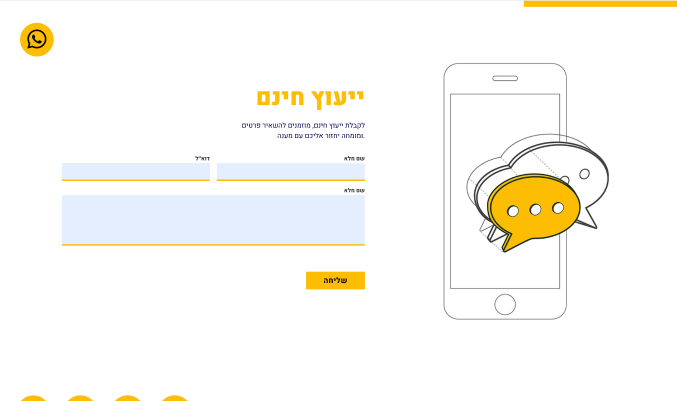 ייעוץ חינם
לקבלת ייעוץ חינם, מוזמנים להשאיר פרטים
ומומחה יחזור אליכם עם מענה.
שם מלא
דוא"ל
שם מלא
שליחה